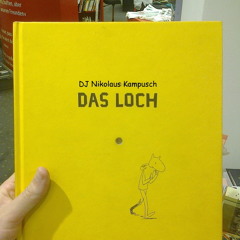 DJ Nikolaus Kampusch
DAS LOCH